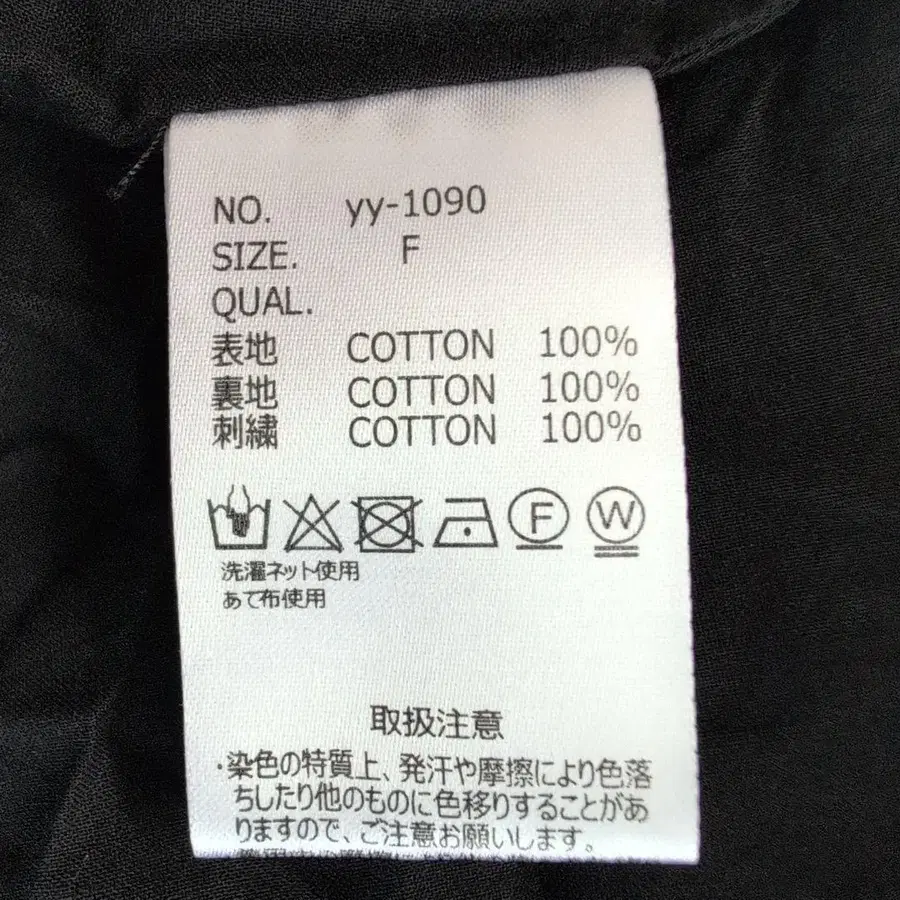 NO. yy-1090
SIZE. F
QUAL.
表地 COTTON 100%
裏地 COTTON 100%
刺繍 COTTON 100%
F W
洗濯ネット使用
あて布使用
取扱注意
・染色の特質上、発汗や摩擦により色落
ちしたり他のものに色移りすることがあ
りますので、ご注意お願いします。